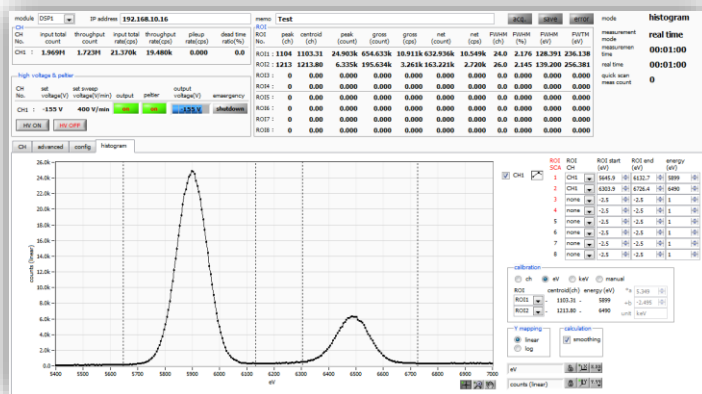 module DSP1 IP address 192.168.10.16 memo Test acq. save error mode histogram
CH
CH No. input total count throughput count input total rate(cps) throughput rate(cps) pileup rate(cps) dead time ratio(%)
CH1 : 1.969M 1.723M 21.370k 19.480k 0.000 0.0
ROI
ROI No. peak (ch) centroid (ch) peak (count) gross (count) gross (cps) net (count) net (cps) FWHM (ch) FWHM (%) FWHM (eV) FWTM (eV)
ROI1 : 1104 1103.31 24.903k 654.633k 10.911k 632.936k 10.549k 24.0 2.176 128.391 236.138
ROI2 : 1213 1213.80 6.335k 195.634k 3.261k 163.221k 2.720k 26.0 2.145 139.200 256.381
ROI3 : 0 0.00 0.000 0.000 0.000 0.000 0.000 0.0 0.000 0.000 0.000
ROI4 : 0 0.00 0.000 0.000 0.000 0.000 0.000 0.0 0.000 0.000 0.000
ROI5 : 0 0.00 0.000 0.000 0.000 0.000 0.000 0.0 0.000 0.000 0.000
ROI6 : 0 0.00 0.000 0.000 0.000 0.000 0.000 0.0 0.000 0.000 0.000
ROI7 : 0 0.00 0.000 0.000 0.000 0.000 0.000 0.0 0.000 0.000 0.000
ROI8 : 0 0.00 0.000 0.000 0.000 0.000 0.000 0.0 0.000 0.000 0.000
measurement mode real time
measuremen time 00:01:00
real time 00:01:00
quick scan meas count 0
high voltage & peltier
CH No. set voltage(V) set sweep voltage(V/min) output peltier output voltage(V) emaergency
CH1 : -155 V 400 V/min on on -155 V shutdown
HV ON HV OFF
CH advanced config histogram
26.0k
24.0k
22.0k
20.0k
18.0k
16.0k
14.0k
12.0k
10.0k
8.0k
6.0k
4.0k
2.0k
0.0
counts (linear)
5400 5500 5600 5700 5800 5900 6000 6100 6200 6300 6400 6500 6600 6700 6800 6900 7000
eV
CH1
ROI SCA ROI CH ROI start (eV) ROI end (eV) energy (eV)
1 CH1 5645.9 6132.7 5899
2 CH1 6303.9 6726.4 6490
3 none -2.5 -2.5 1
4 none -2.5 -2.5 1
5 none -2.5 -2.5 1
6 none -2.5 -2.5 1
7 none -2.5 -2.5 1
8 none -2.5 -2.5 1
calibration
ch eV keV manual
ROI centroid(ch) energy (eV) *a 5.349
ROI1 - 1103.31 - 5899 +b -2.495
ROI2 - 1213.80 - 6490 unit keV
Y mapping
linear
log
calculation
smoothing
eV
counts (linear)